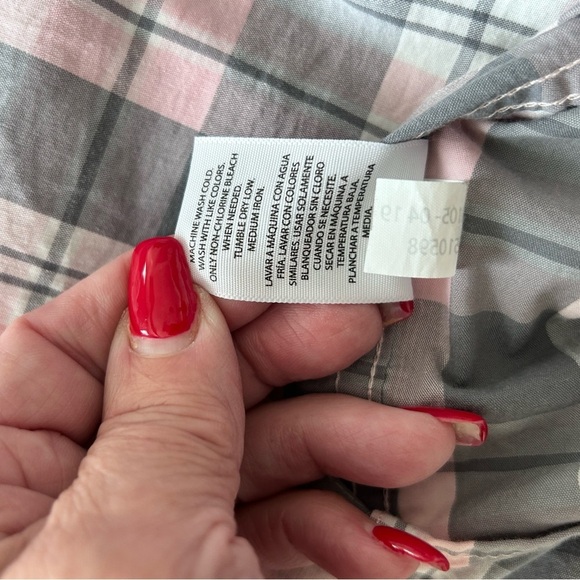 MACHINE WASH COLD.
WASH WITH LIKE COLORS.
ONLY NON-CHLORINE BLEACH
WHEN NEEDED.
TUMBLE DRY LOW.
MEDIUM IRON.
LAVAR A MÁQUINA CON AGUA
FRÍA. LAVAR CON COLORES
SIMILARES. USAR SOLAMENTE
BLANQUEADOR SIN CLORO
CUANDO SE NECESITE.
SECAR EN MÁQUINA A
TEMPERATURA BAJA.
PLANCHAR A TEMPERATURA
MEDIA.